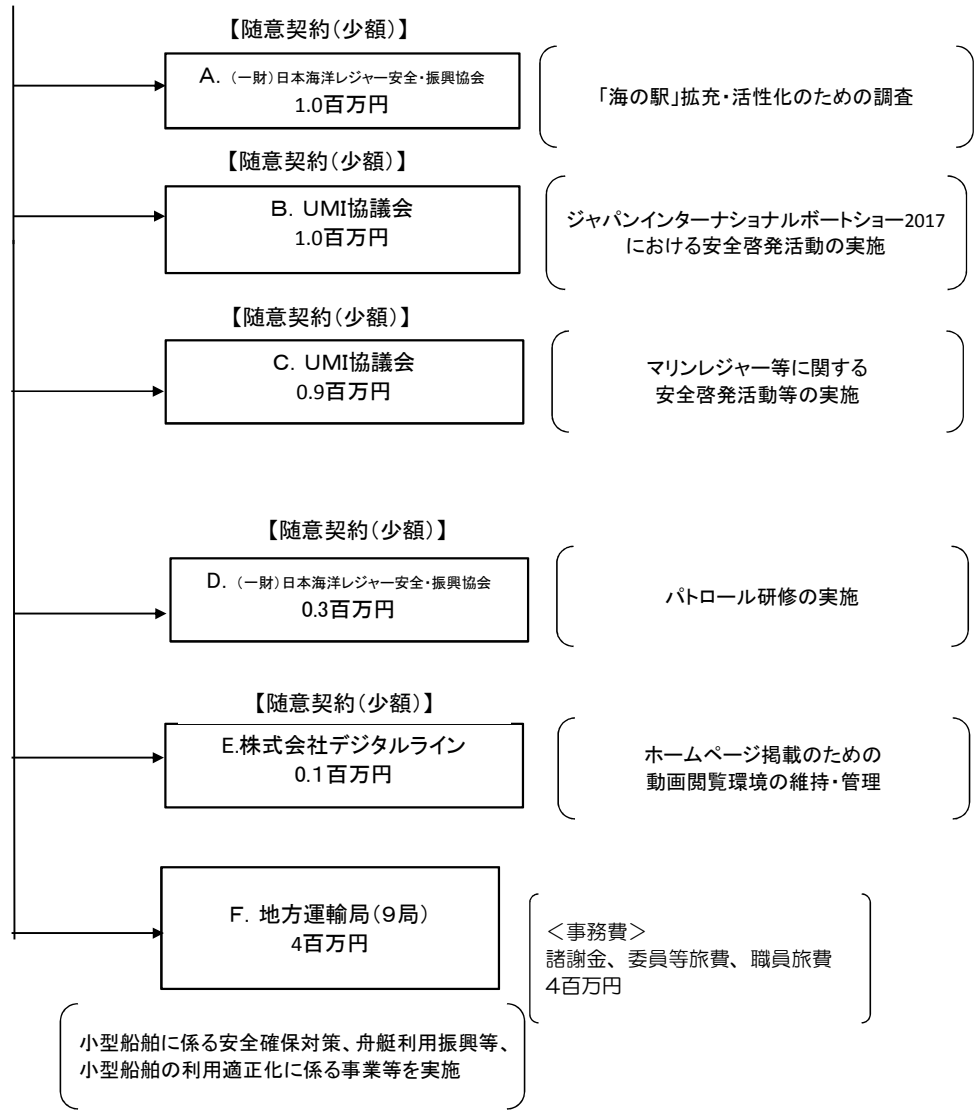 【随意契約（少額）】
A. （一財）日本海洋レジャー安全・振興協会
1.0百万円
「海の駅」拡充・活性化のための調査
【随意契約（少額）】
B. UMI協議会
1.0百万円
ジャパンインターナショナルボートショー2017
における安全啓発活動の実施
【随意契約（少額）】
C. UMI協議会
0.9百万円
マリンレジャー等に関する
安全啓発活動等の実施
【随意契約（少額）】
D. （一財）日本海洋レジャー安全・振興協会
0.3百万円
パトロール研修の実施
【随意契約（少額）】
E.株式会社デジタルライン
0.1百万円
ホームページ掲載のための
動画閲覧環境の維持・管理
F. 地方運輸局（９局）
4百万円
＜事務費＞
諸謝金、委員等旅費、職員旅費
４百万円
小型船舶に係る安全確保対策、舟艇利用振興等、
小型船舶の利用適正化に係る事業等を実施